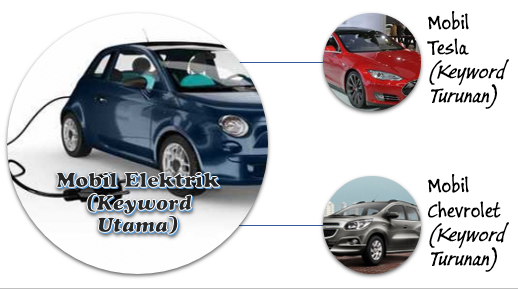 Mobil Elektrik
(Keyword
Utama)
Mobil
Tesla
(Keyword
Turunan)
Mobil
Chevrolet
(Keyword
Turunan)